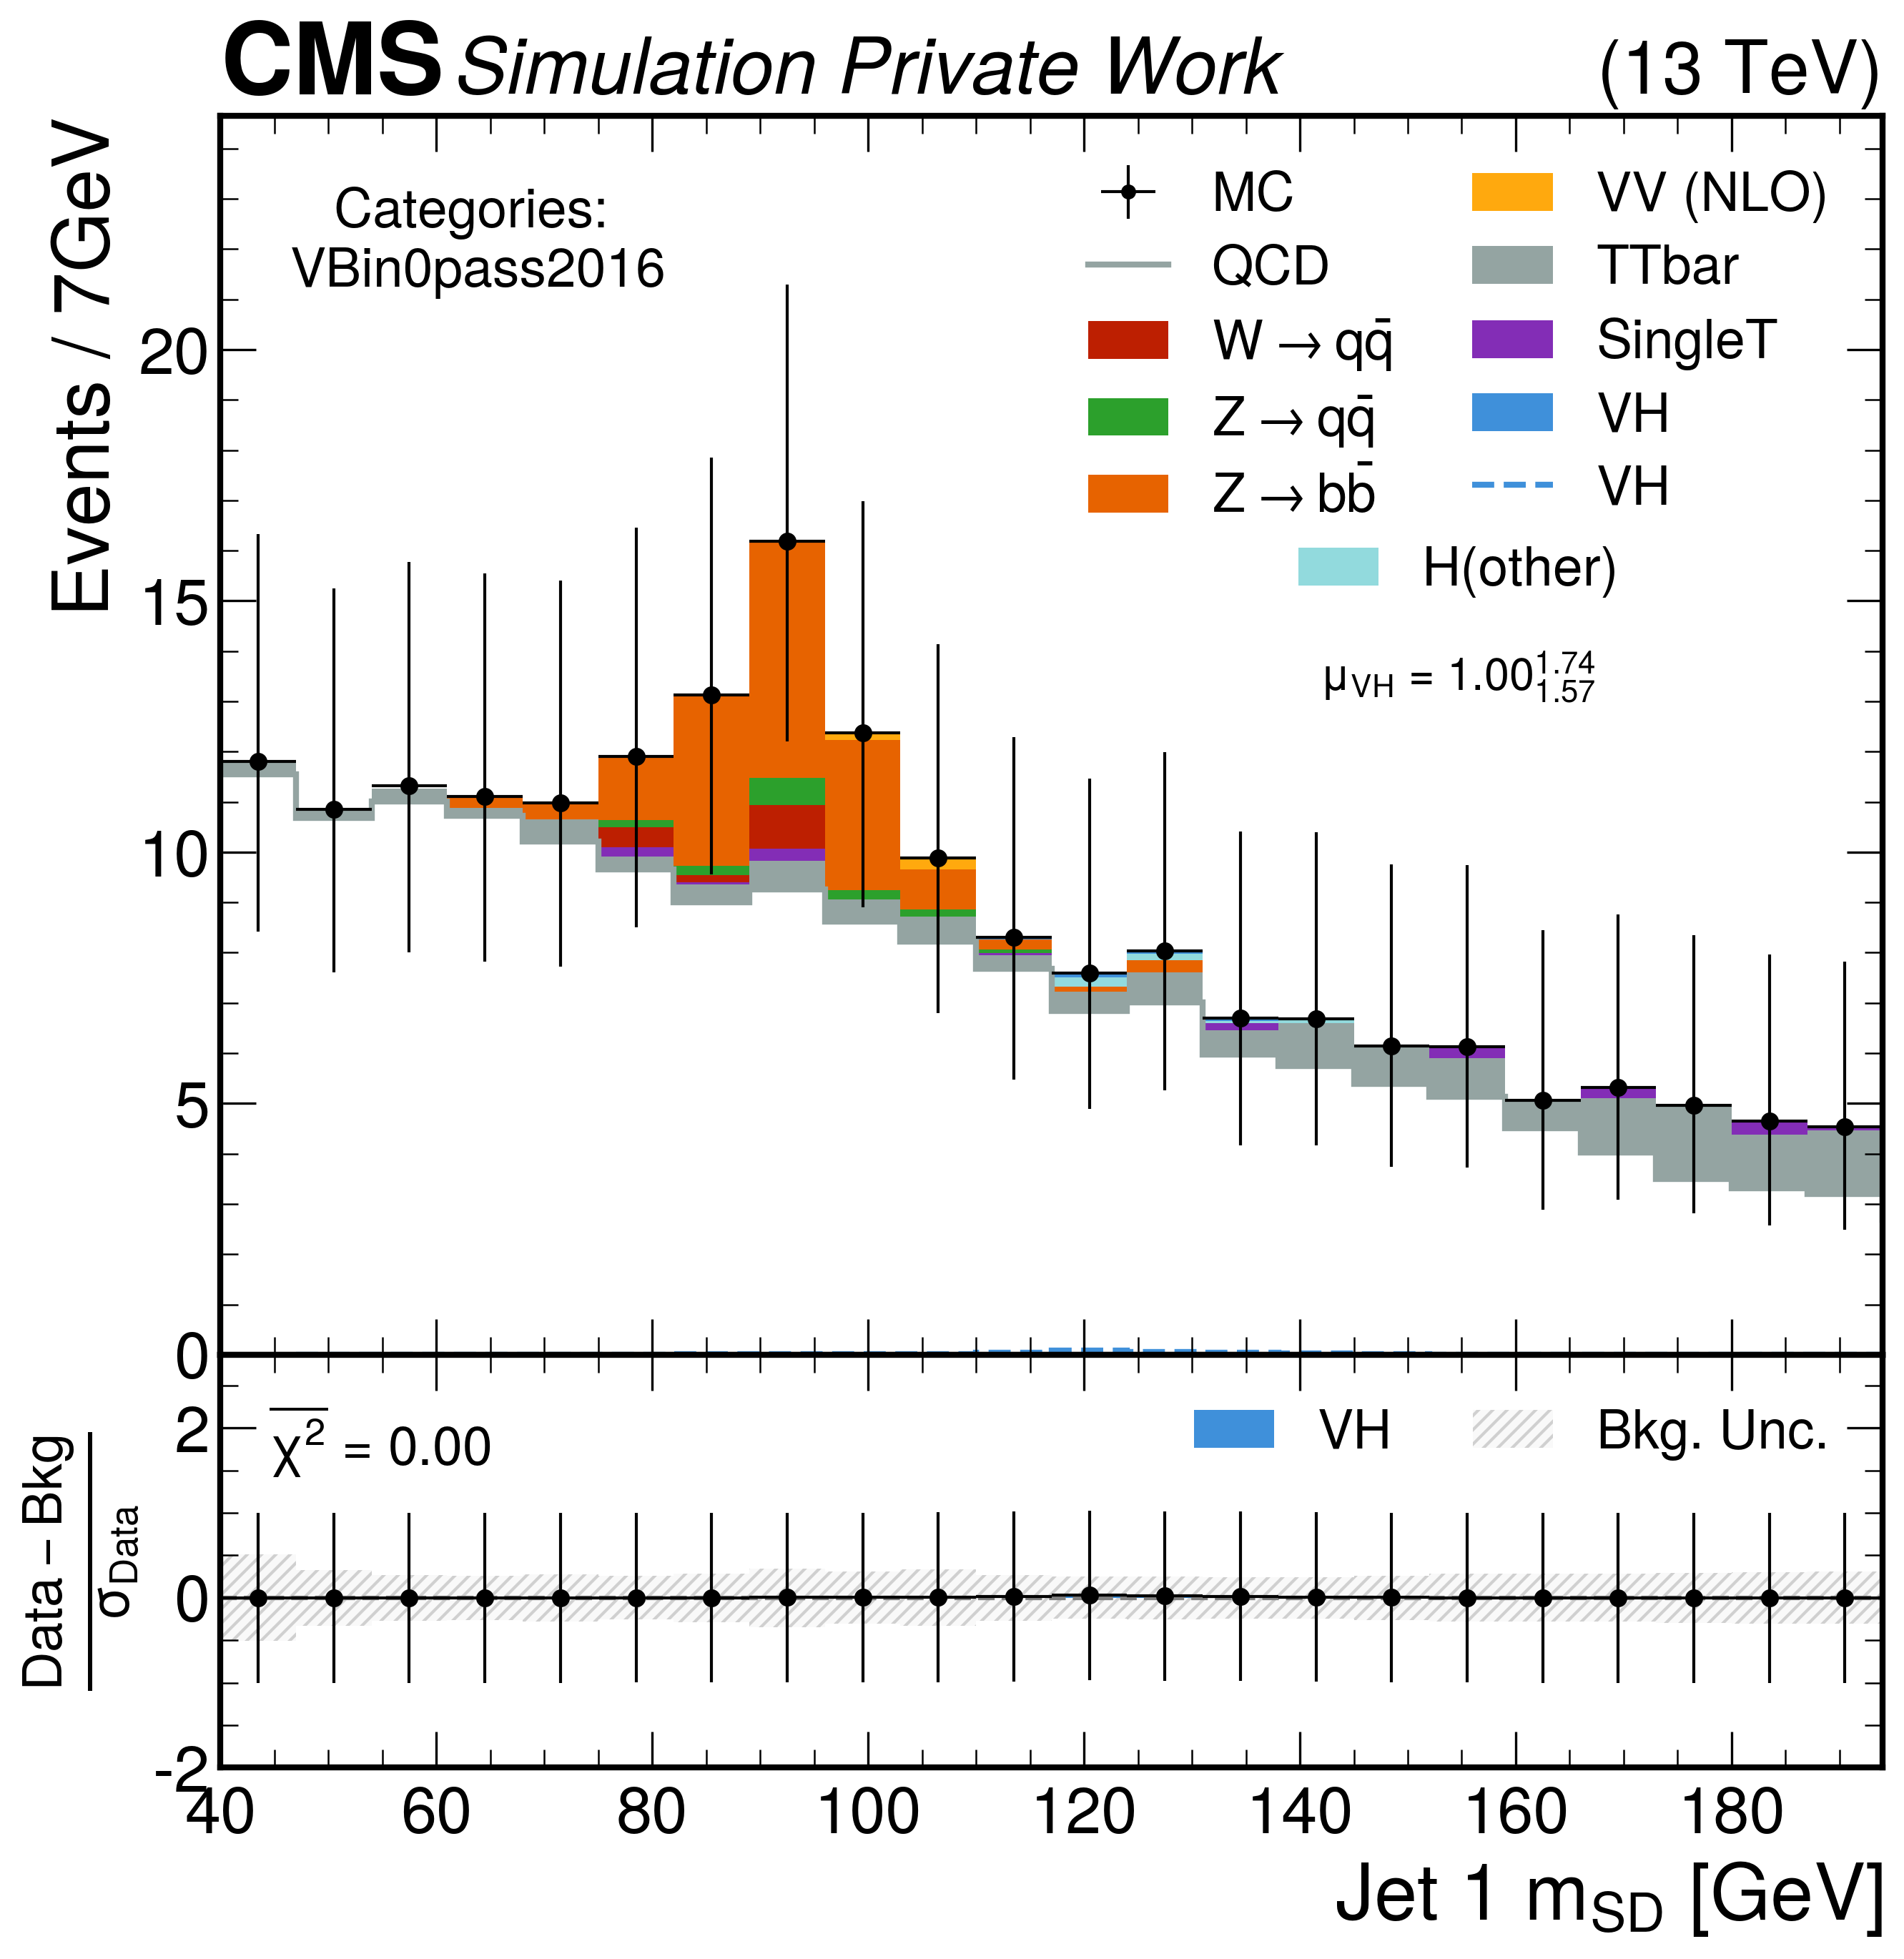 CMS Simulation Private Work (13 TeV)
Events / 7GeV
Categories:
VBin0pass2016
MC
QCD
W → qq̄
Z → qq̄
Z → bb̄
VV (NLO)
TTbar
SingleT
VH
VH
H(other)
μ_VH = 1.00^1.74_1.57
20
15
10
5
0
Data − Bkg
σ_Data
χ² = 0.00
VH
Bkg. Unc.
2
0
-2
40 60 80 100 120 140 160 180
Jet 1 m_SD [GeV]